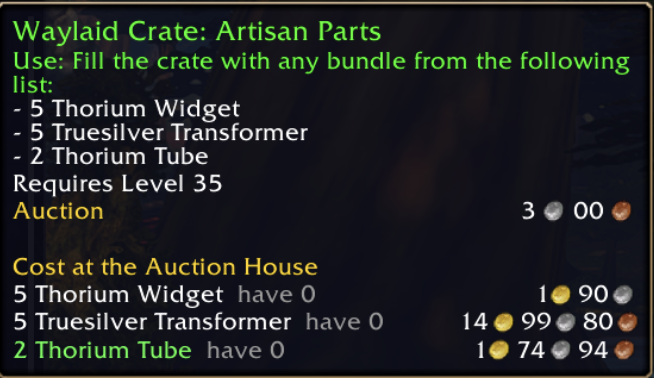 Waylaid Crate: Artisan Parts
Use: Fill the crate with any bundle from the following
list:
- 5 Thorium Widget
- 5 Truesilver Transformer
- 2 Thorium Tube
Requires Level 35
Auction 3 00
Cost at the Auction House
5 Thorium Widget have 0 1 90
5 Truesilver Transformer have 0 14 99 80
2 Thorium Tube have 0 1 74 94